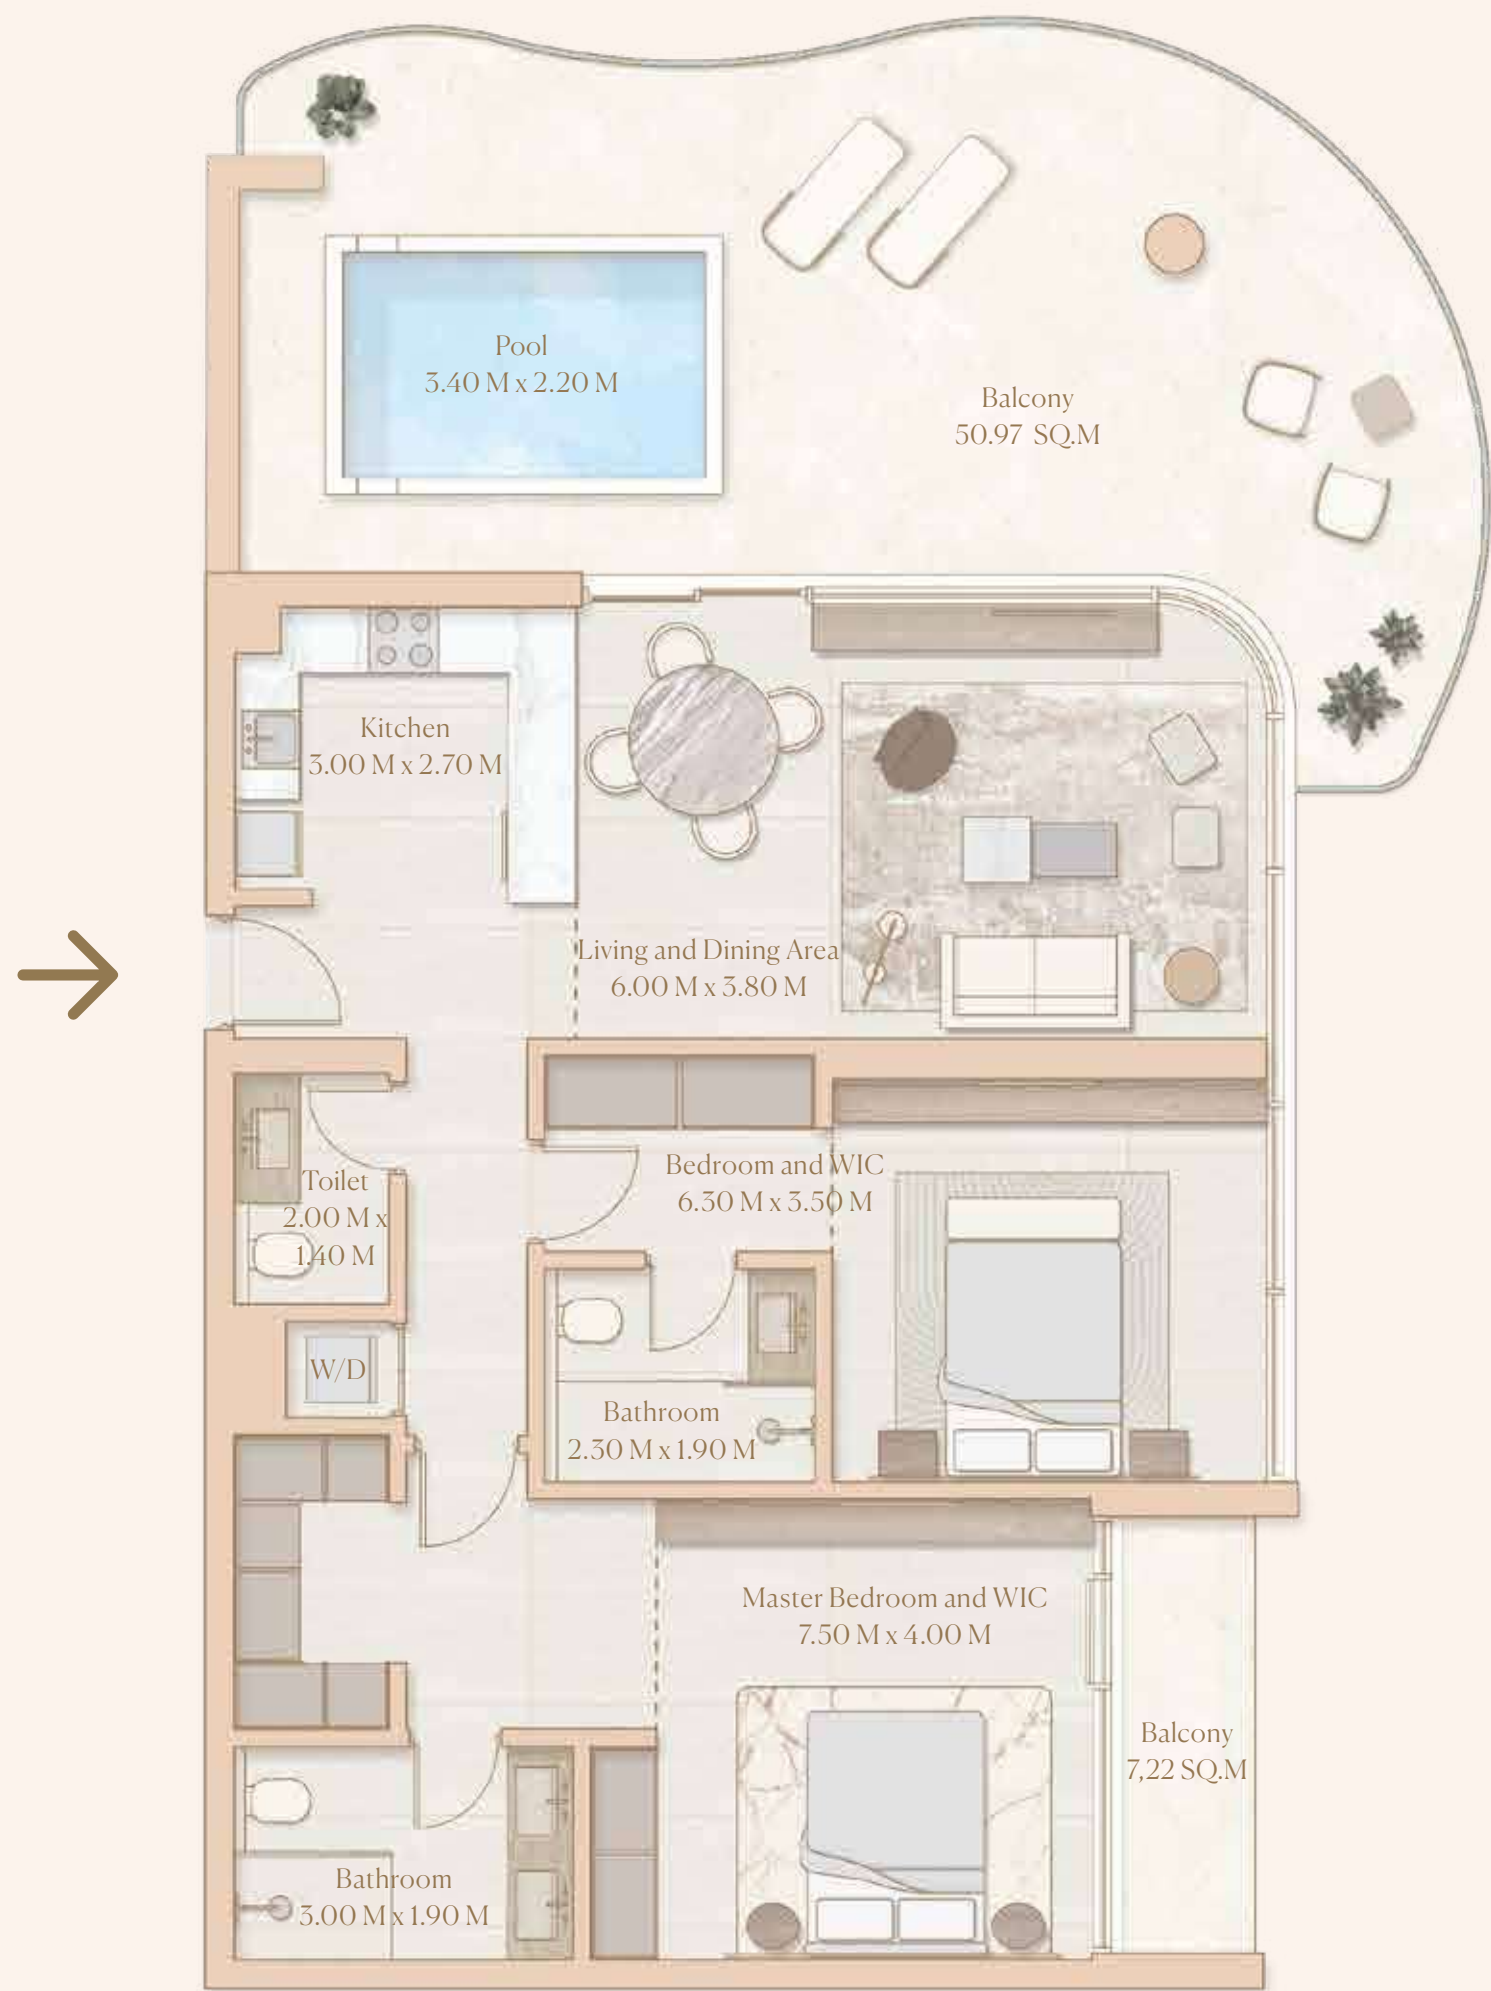 Pool
3.40 M x 2.20 M
Balcony
50.97 SQ.M
Kitchen
3.00 M x 2.70 M
Living and Dining Area
6.00 M x 3.80 M
Bedroom and WIC
6.30 M x 3.50 M
Toilet
2.00 M x
1.40 M
W/D
Bathroom
2.30 M x 1.90 M
Master Bedroom and WIC
7.50 M x 4.00 M
Balcony
7,22 SQ.M
Bathroom
3.00 M x 1.90 M